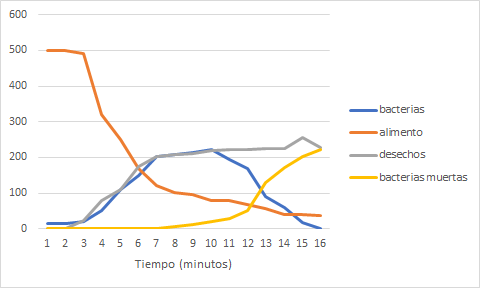 600
500
400
300
200
100
0
1 2 3 4 5 6 7 8 9 10 11 12 13 14 15 16
Tiempo (minutos)
bacterias
alimento
desechos
bacterias muertas